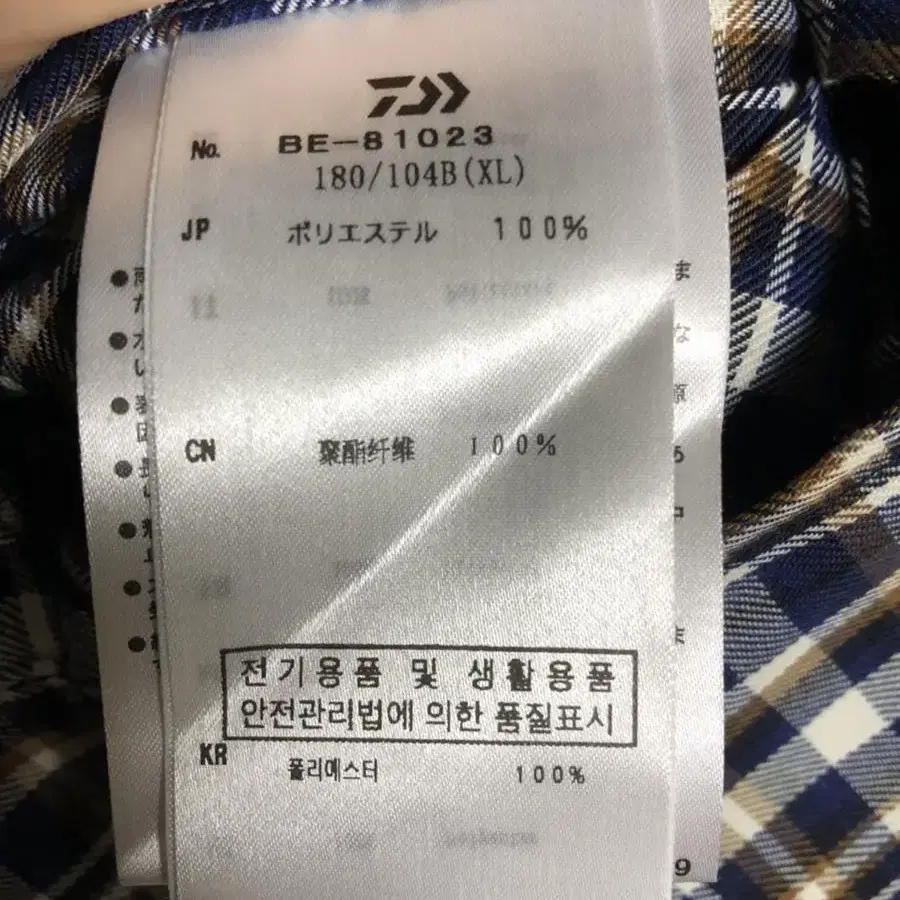 No. BE-81023
180/104B(XL)
JP ポリエステル 100%
CN 聚酯纤维 100%
전기용품 및 생활용품
안전관리법에 의한 품질표시
KR 폴리에스터 100%